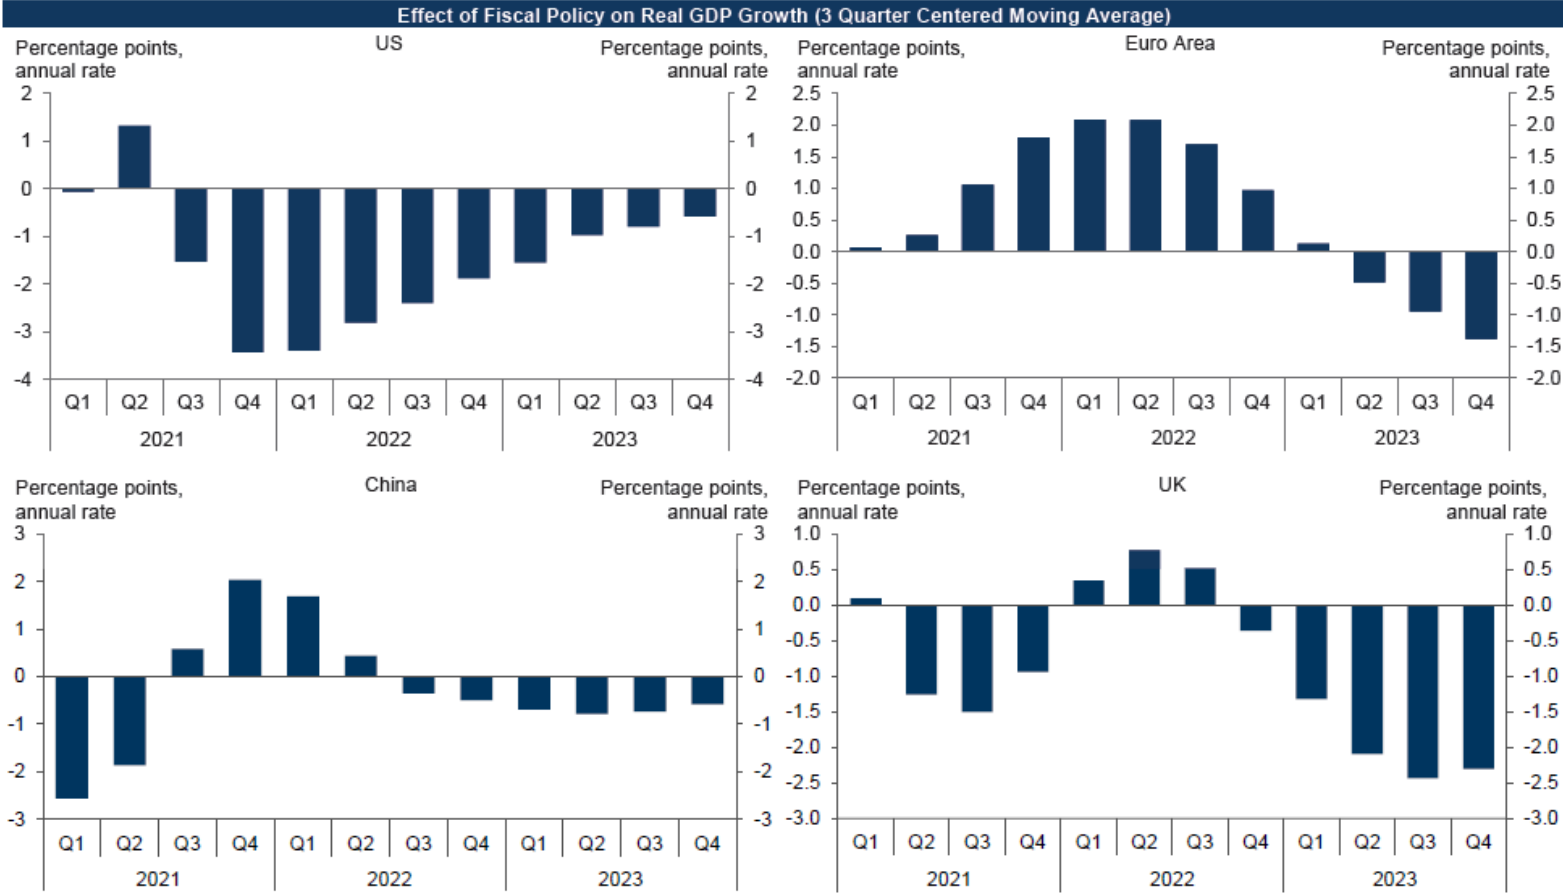 Effect of Fiscal Policy on Real GDP Growth (3 Quarter Centered Moving Average)
Percentage points,
annual rate
US
Percentage points,
annual rate
2
1
0
-1
-2
-3
-4
2
1
0
-1
-2
-3
-4
Q1 Q2 Q3 Q4 Q1 Q2 Q3 Q4 Q1 Q2 Q3 Q4
2021 2022 2023
Percentage points,
annual rate
Euro Area
Percentage points,
annual rate
2.5
2.0
1.5
1.0
0.5
0.0
-0.5
-1.0
-1.5
-2.0
2.5
2.0
1.5
1.0
0.5
0.0
-0.5
-1.0
-1.5
-2.0
Q1 Q2 Q3 Q4 Q1 Q2 Q3 Q4 Q1 Q2 Q3 Q4
2021 2022 2023
Percentage points,
annual rate
China
Percentage points,
annual rate
3
2
1
0
-1
-2
-3
3
2
1
0
-1
-2
-3
Q1 Q2 Q3 Q4 Q1 Q2 Q3 Q4 Q1 Q2 Q3 Q4
2021 2022 2023
Percentage points,
annual rate
UK
Percentage points,
annual rate
1.0
0.5
0.0
-0.5
-1.0
-1.5
-2.0
-2.5
-3.0
1.0
0.5
0.0
-0.5
-1.0
-1.5
-2.0
-2.5
-3.0
Q1 Q2 Q3 Q4 Q1 Q2 Q3 Q4 Q1 Q2 Q3 Q4
2021 2022 2023